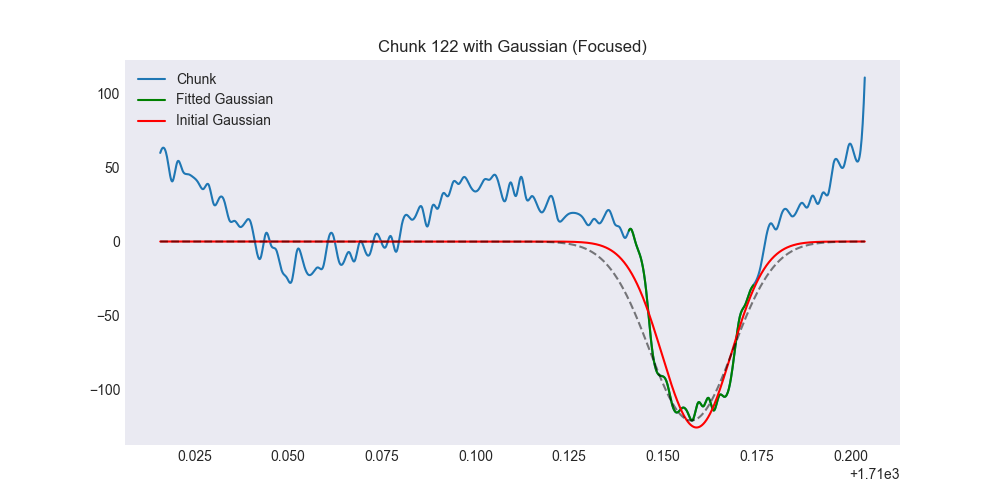 Chunk 122 with Gaussian (Focused)
Chunk
Fitted Gaussian
Initial Gaussian
100
50
0
−50
−100
0.025 0.050 0.075 0.100 0.125 0.150 0.175 0.200
+1.71e3